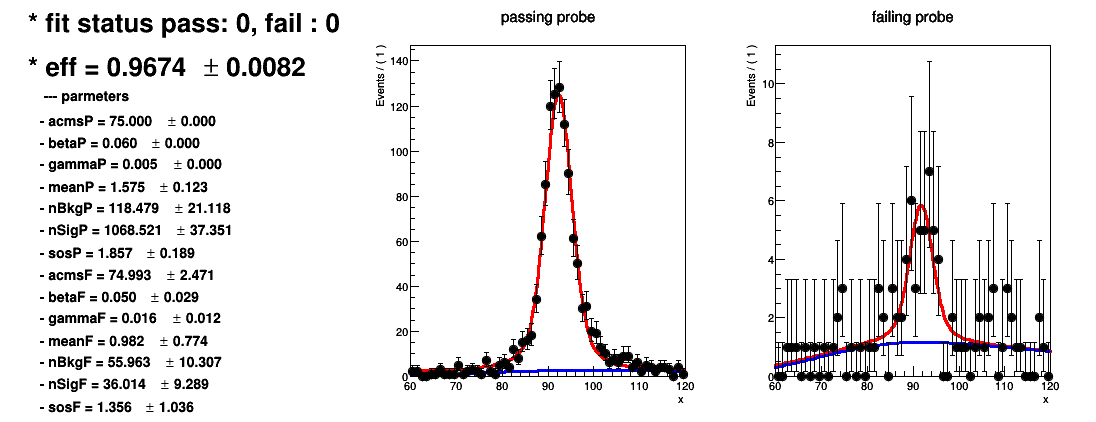 * fit status pass: 0, fail : 0
* eff = 0.9674 ± 0.0082
--- parmeters
- acmsP = 75.000 ± 0.000
- betaP = 0.060 ± 0.000
- gammaP = 0.005 ± 0.000
- meanP = 1.575 ± 0.123
- nBkgP = 118.479 ± 21.118
- nSigP = 1068.521 ± 37.351
- sosP = 1.857 ± 0.189
- acmsF = 74.993 ± 2.471
- betaF = 0.050 ± 0.029
- gammaF = 0.016 ± 0.012
- meanF = 0.982 ± 0.774
- nBkgF = 55.963 ± 10.307
- nSigF = 36.014 ± 9.289
- sosF = 1.356 ± 1.036
passing probe
Events / ( 1 )
140
120
100
80
60
40
20
0
60 70 80 90 100 110 120
x
failing probe
Events / ( 1 )
10
8
6
4
2
0
60 70 80 90 100 110 120
x